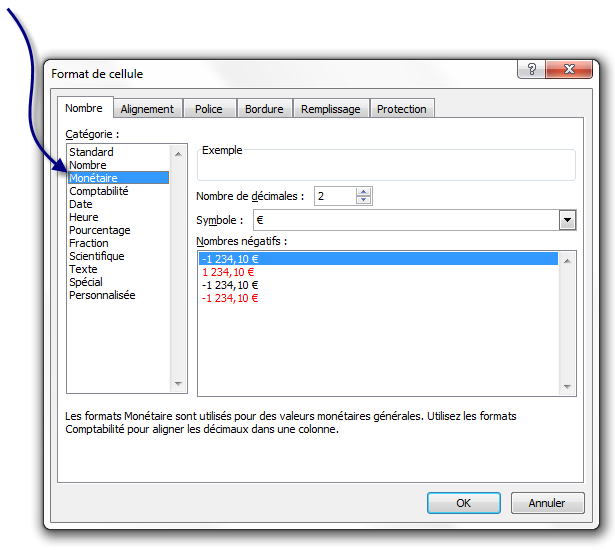 Format de cellule
?
Nombre Alignement Police Bordure Remplissage Protection
Catégorie :
Standard
Nombre
Monétaire
Comptabilité
Date
Heure
Pourcentage
Fraction
Scientifique
Texte
Spécial
Personnalisée
Exemple
Nombre de décimales : 2
Symbole : €
Nombres négatifs :
-1 234,10 €
1 234,10 €
-1 234,10 €
-1 234,10 €
Les formats Monétaire sont utilisés pour des valeurs monétaires générales. Utilisez les formats
Comptabilité pour aligner les décimaux dans une colonne.
OK Annuler